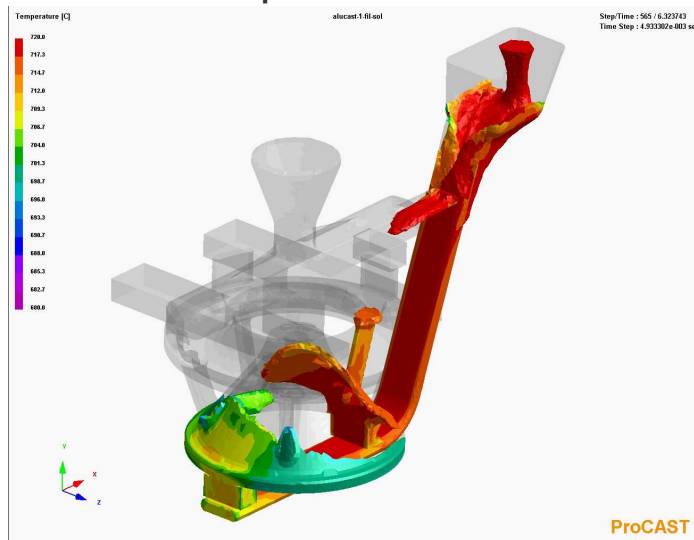 Temperature [C]
alucast-1-fil-sol
Step/Time : 565 / 6.323743
Time Step : 4.933302e-003 se
720.0
717.3
714.7
712.0
709.3
706.7
704.0
701.3
698.7
696.0
693.3
690.7
688.0
685.3
682.7
680.0
Y
X
Z
ProCAST